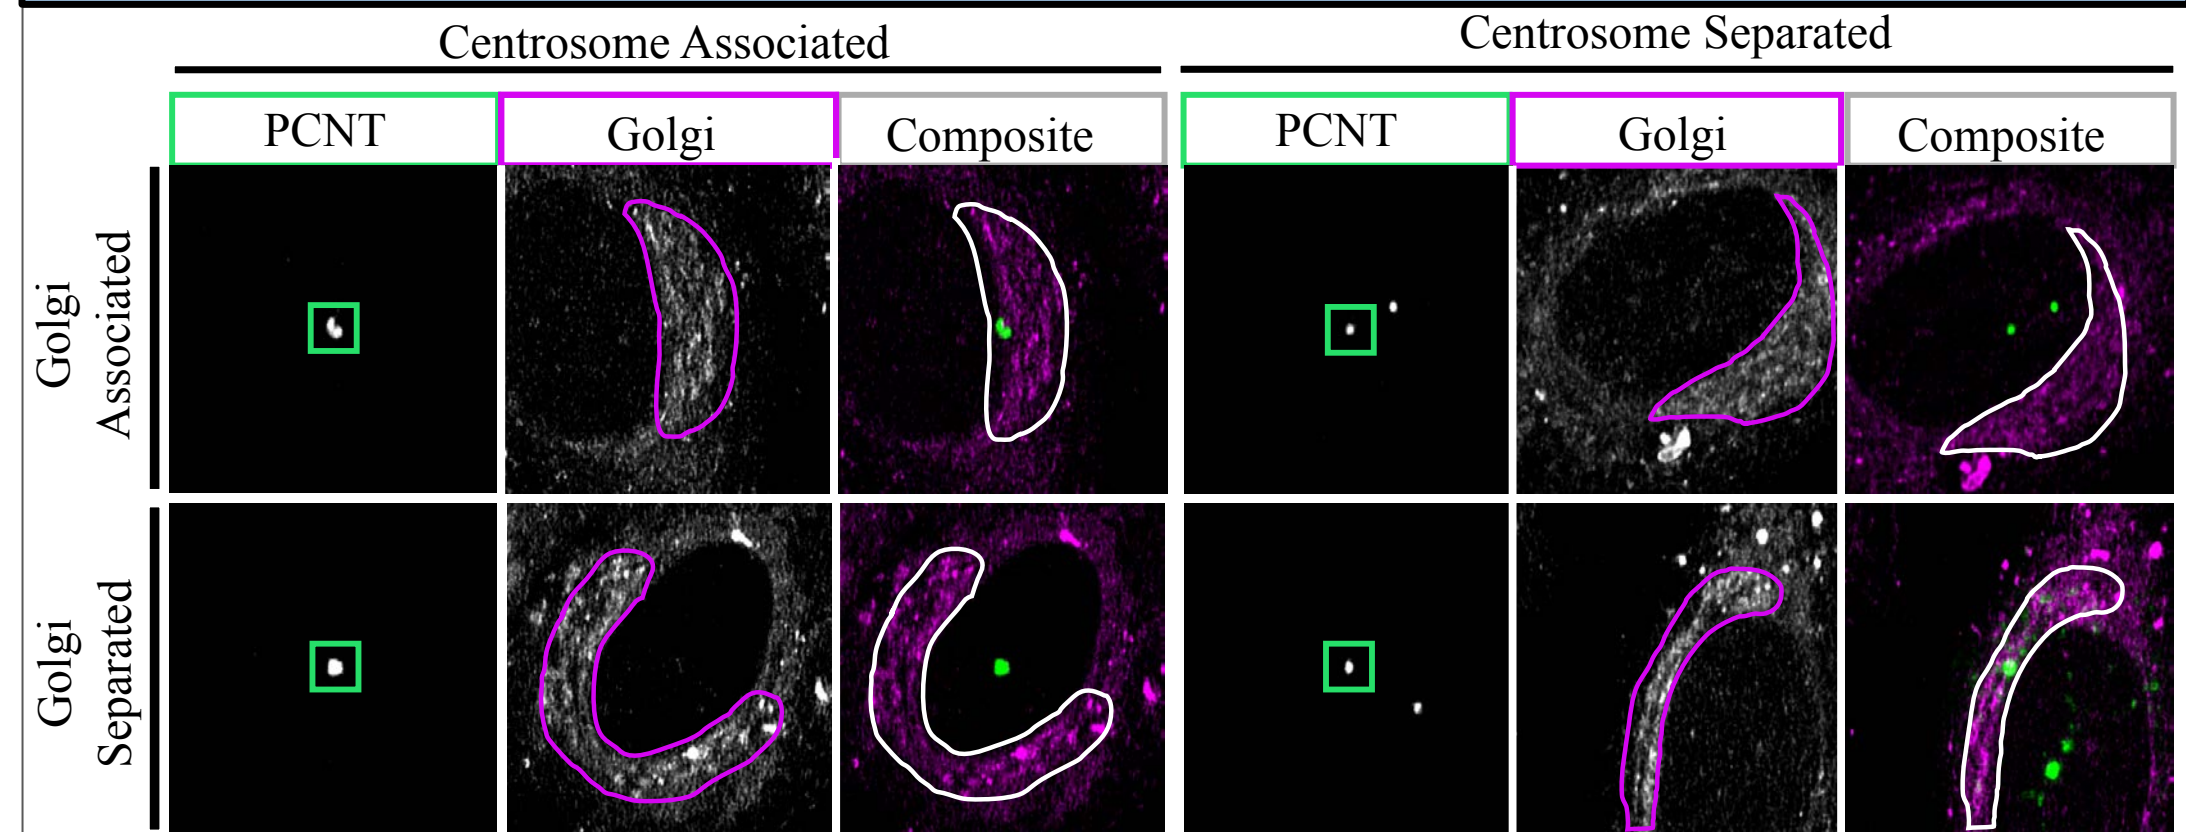 Centrosome Associated
Centrosome Separated
PCNT
Golgi
Composite
PCNT
Golgi
Composite
Golgi
Associated
Golgi
Separated